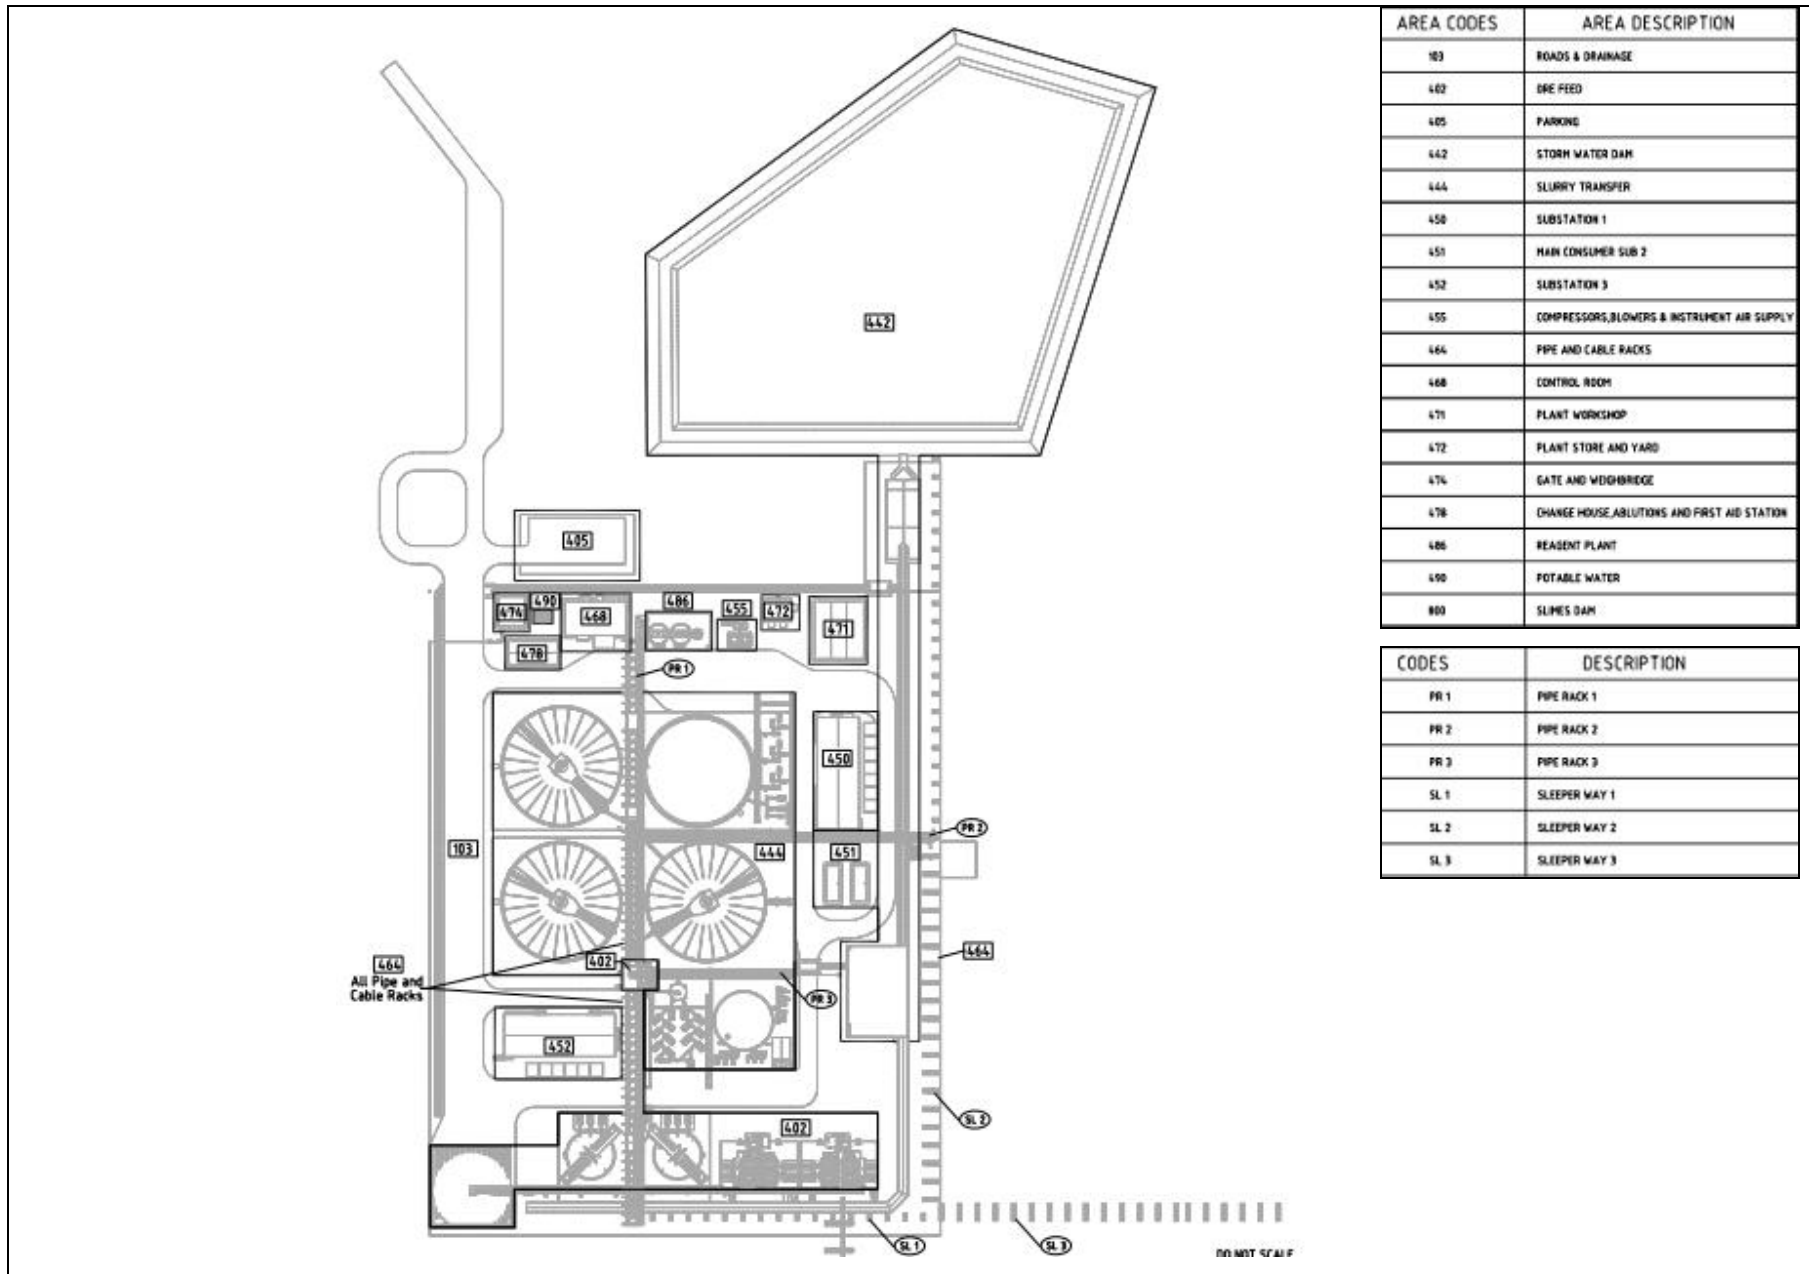 AREA CODES AREA DESCRIPTION
103 ROADS & DRAINAGE
402 ORE FEED
405 PARKING
442 STORM WATER DAM
444 SLURRY TRANSFER
450 SUBSTATION 1
451 MAIN CONSUMER SUB 2
452 SUBSTATION 3
455 COMPRESSORS,BLOWERS & INSTRUMENT AIR SUPPLY
464 PIPE AND CABLE RACKS
468 CONTROL ROOM
471 PLANT WORKSHOP
472 PLANT STORE AND YARD
474 GATE AND WEIGHBRIDGE
478 CHANGE HOUSE,ABLUTIONS AND FIRST AID STATION
486 REAGENT PLANT
490 POTABLE WATER
800 SLIMES DAM
CODES DESCRIPTION
PR 1 PIPE RACK 1
PR 2 PIPE RACK 2
PR 3 PIPE RACK 3
SL 1 SLEEPER WAY 1
SL 2 SLEEPER WAY 2
SL 3 SLEEPER WAY 3
442
405
474
490
468
486
455
472
471
478
PR 1
450
PR 2
103
444
451
464
All Pipe and
Cable Racks
402
464
PR 3
452
SL 2
402
SL 1
SL 3
DO NOT SCALE